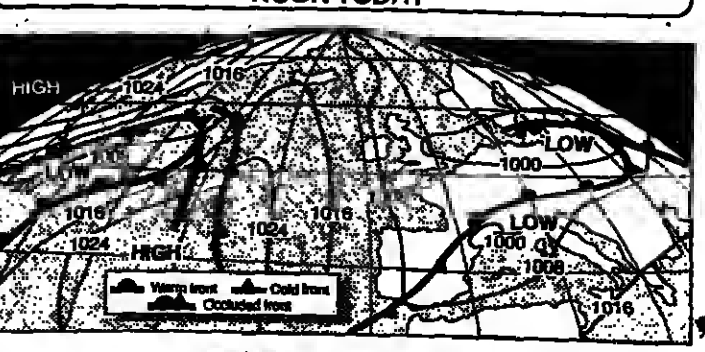 NOON TODAY
HIGH
1024
1016
LOW
1000
LOW
1016
1024
HIGH
1024
1016
LOW
1000
1008
1016
Warm front
Cold front
Occluded front